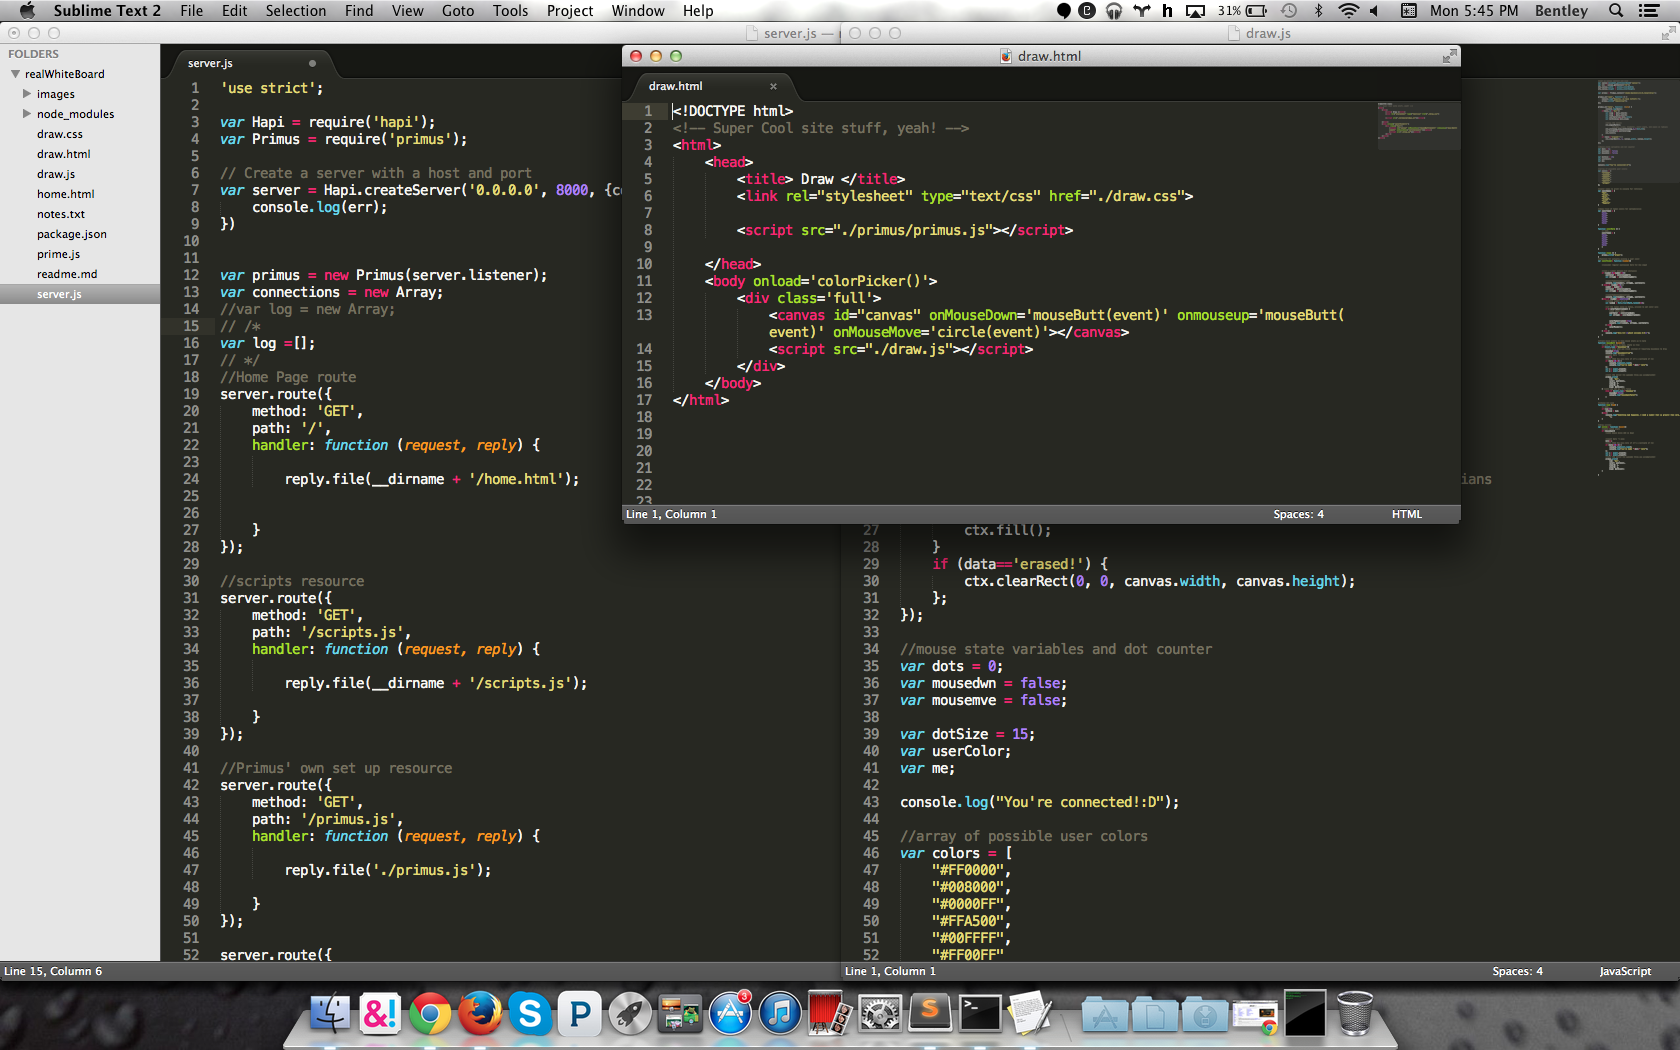 Sublime Text 2 File Edit Selection Find View Goto Tools Project Window Help 31% Mon 5:45 PM Bentley
server.js —
draw.js
FOLDERS
realWhiteBoard
images
node_modules
draw.css
draw.html
draw.js
home.html
notes.txt
package.json
prime.js
readme.md
server.js
server.js
1 'use strict';
2
3 var Hapi = require('hapi');
4 var Primus = require('primus');
5
6 // Create a server with a host and port
7 var server = Hapi.createServer('0.0.0.0', 8000, {c
8 console.log(err);
9 })
10
11
12 var primus = new Primus(server.listener);
13 var connections = new Array;
14 //var log = new Array;
15 // /*
16 var log =[];
17 // */
18 //Home Page route
19 server.route({
20 method: 'GET',
21 path: '/',
22 handler: function (request, reply) {
23
24 reply.file(__dirname + '/home.html');
25
26
27 }
28 });
29
30 //scripts resource
31 server.route({
32 method: 'GET',
33 path: '/scripts.js',
34 handler: function (request, reply) {
35
36 reply.file(__dirname + '/scripts.js');
37
38 }
39 });
40
41 //Primus' own set up resource
42 server.route({
43 method: 'GET',
44 path: '/primus.js',
45 handler: function (request, reply) {
46
47 reply.file('./primus.js');
48
49 }
50 });
51
52 server.route({
Line 15, Column 6
draw.html
draw.html
1 <!DOCTYPE html>
2 <!-- Super Cool site stuff, yeah! -->
3 <html>
4 <head>
5 <title> Draw </title>
6 <link rel="stylesheet" type="text/css" href="./draw.css">
7
8 <script src="./primus/primus.js"></script>
9
10 </head>
11 <body onload='colorPicker()'>
12 <div class='full'>
13 <canvas id="canvas" onMouseDown='mouseButt(event)' onmouseup='mouseButt(
event)' onMouseMove='circle(event)'></canvas>
14 <script src="./draw.js"></script>
15 </div>
16 </body>
17 </html>
18
19
20
21
22
23
Line 1, Column 1 Spaces: 4 HTML
ians
27 ctx.fill();
28 }
29 if (data=='erased!') {
30 ctx.clearRect(0, 0, canvas.width, canvas.height);
31 };
32 });
33
34 //mouse state variables and dot counter
35 var dots = 0;
36 var mousedwn = false;
37 var mousemve = false;
38
39 var dotSize = 15;
40 var userColor;
41 var me;
42
43 console.log("You're connected!:D");
44
45 //array of possible user colors
46 var colors = [
47 "#FF0000",
48 "#008000",
49 "#0000FF",
50 "#FFA500",
51 "#00FFFF",
52 "#FF00FF"
Line 1, Column 1 Spaces: 4 JavaScript
&! S P 3 S